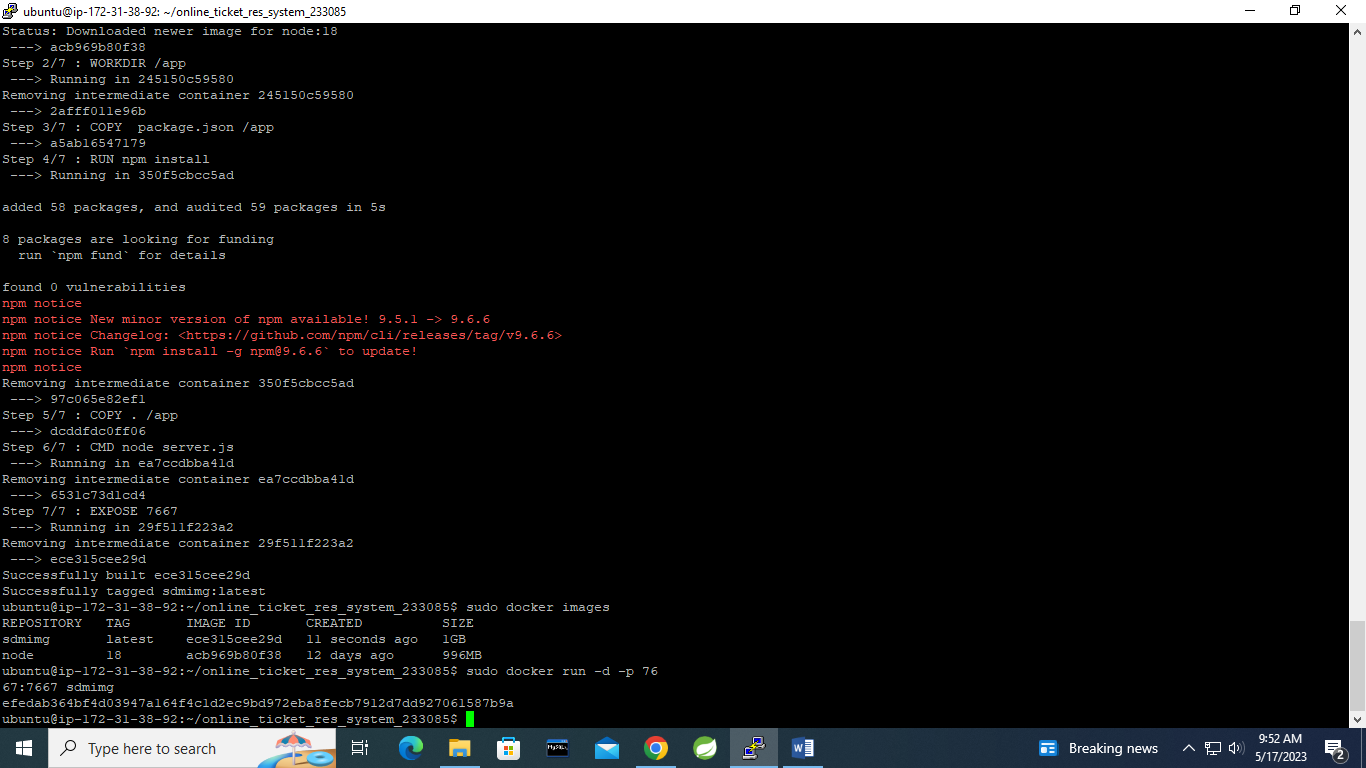 ubuntu@ip-172-31-38-92: ~/online_ticket_res_system_233085
Status: Downloaded newer image for node:18
 ---> acb969b80f38
Step 2/7 : WORKDIR /app
 ---> Running in 245150c59580
Removing intermediate container 245150c59580
 ---> 2afff011e96b
Step 3/7 : COPY  package.json /app
 ---> a5ab16547179
Step 4/7 : RUN npm install
 ---> Running in 350f5cbcc5ad
added 58 packages, and audited 59 packages in 5s
8 packages are looking for funding
  run `npm fund` for details
found 0 vulnerabilities
npm notice
npm notice New minor version of npm available! 9.5.1 -> 9.6.6
npm notice Changelog: <https://github.com/npm/cli/releases/tag/v9.6.6>
npm notice Run `npm install -g npm@9.6.6` to update!
npm notice
Removing intermediate container 350f5cbcc5ad
 ---> 97c065e82ef1
Step 5/7 : COPY . /app
 ---> dcddfdc0ff06
Step 6/7 : CMD node server.js
 ---> Running in ea7ccdbba41d
Removing intermediate container ea7ccdbba41d
 ---> 6531c73d1cd4
Step 7/7 : EXPOSE 7667
 ---> Running in 29f511f223a2
Removing intermediate container 29f511f223a2
 ---> ece315cee29d
Successfully built ece315cee29d
Successfully tagged sdmimg:latest
ubuntu@ip-172-31-38-92:~/online_ticket_res_system_233085$ sudo docker images
REPOSITORY   TAG       IMAGE ID       CREATED          SIZE
sdmimg       latest    ece315cee29d   11 seconds ago   1GB
node         18        acb969b80f38   12 days ago      996MB
ubuntu@ip-172-31-38-92:~/online_ticket_res_system_233085$ sudo docker run -d -p 76
67:7667 sdmimg
efedab364bf4d03947a164f4c1d2ec9bd972eba8fecb7912d7dd927061587b9a
ubuntu@ip-172-31-38-92:~/online_ticket_res_system_233085$
Type here to search
MySQL
Breaking news
9:52 AM
5/17/2023
2